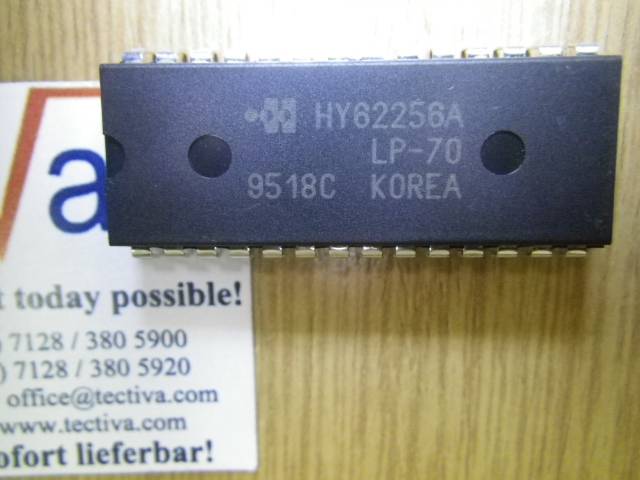 HY62256A
LP-70
9518C KOREA
a
t today possible!
) 7128 / 380 5900
) 7128 / 380 5920
office@tectiva.com
www.tectiva.com
ofort lieferbar!